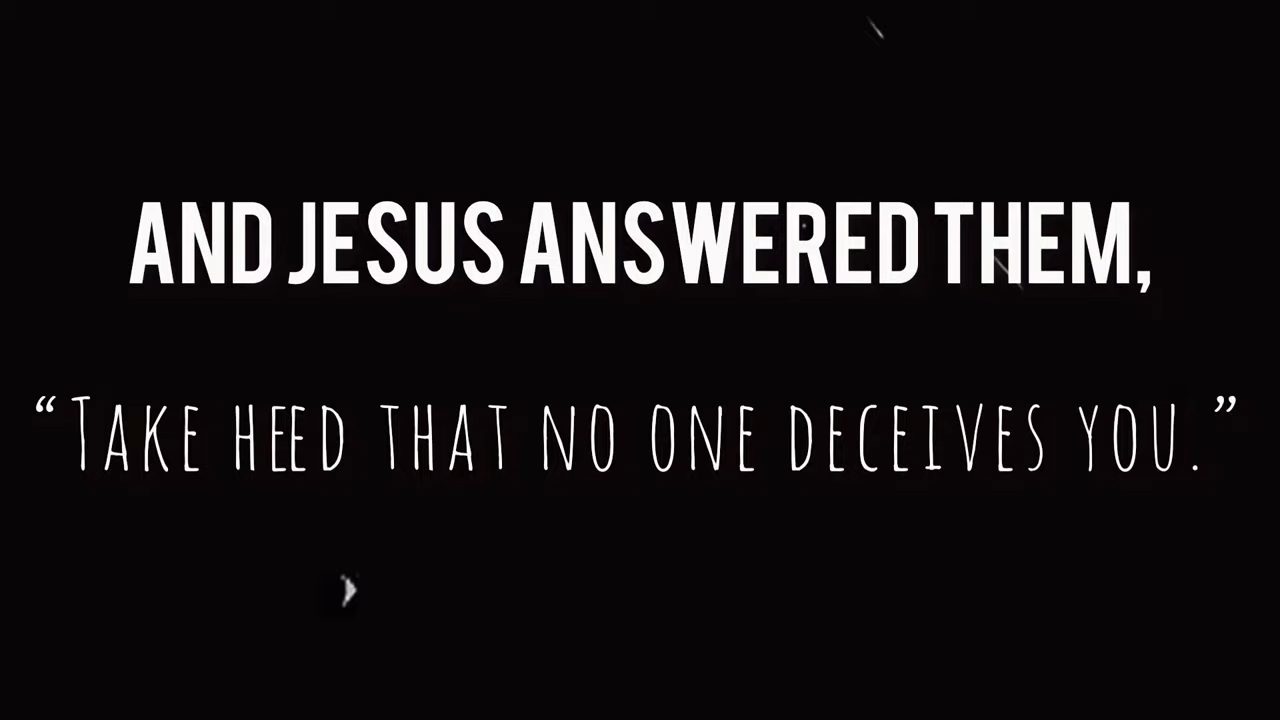 AND JESUS ANSWERED THEM,
“TAKE HEED THAT NO ONE DECEIVES YOU.”